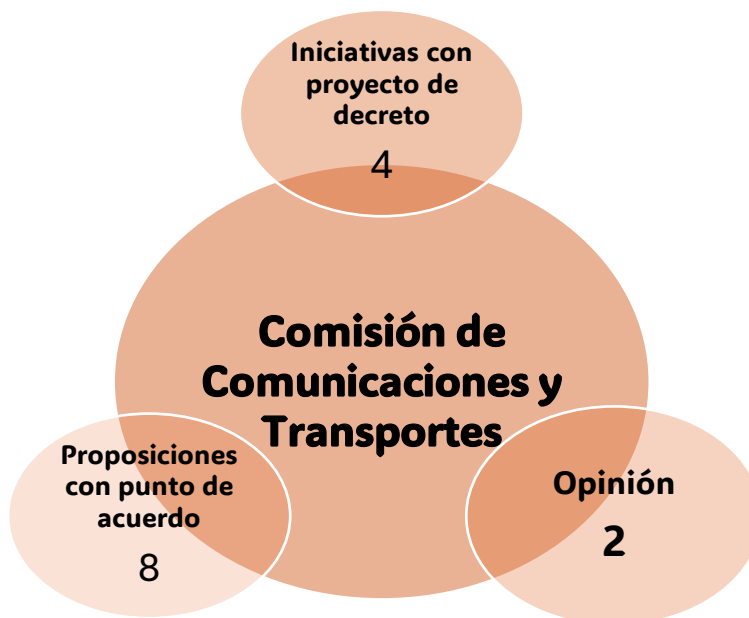 Iniciativas con
proyecto de
decreto
4
Comisión de
Comunicaciones y
Transportes
Proposiciones
con punto de
acuerdo
8
Opinión
2